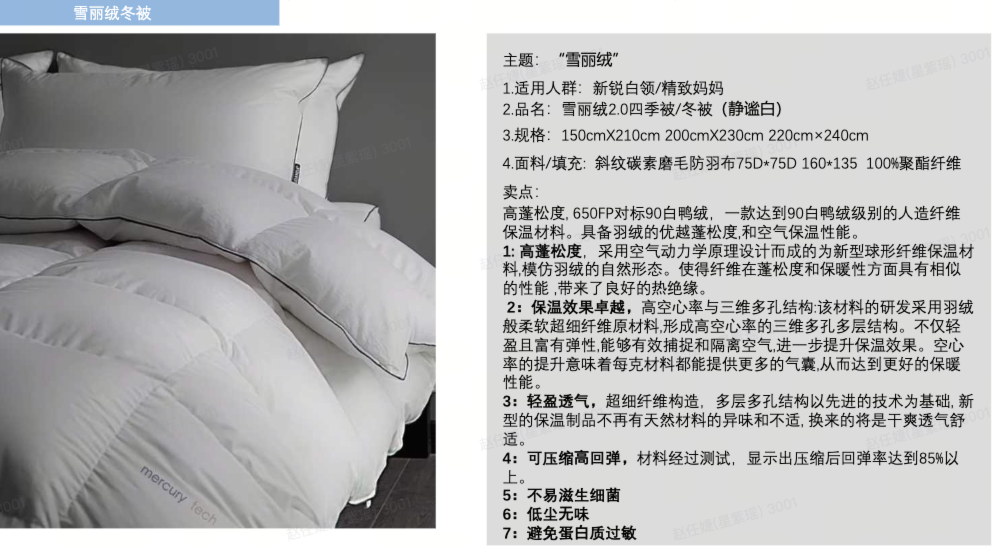 雪丽绒冬被
主题：“雪丽绒”
1.适用人群：新锐白领/精致妈妈
2.品名：雪丽绒2.0四季被/冬被（静谧白）
3.规格：150cmX210cm 200cmX230cm 220cm×240cm
4.面料/填充：斜纹碳素磨毛防羽布75D*75D 160*135 100%聚酯纤维
卖点：
高蓬松度, 650FP对标90白鸭绒，一款达到90白鸭绒级别的人造纤维
保温材料。具备羽绒的优越蓬松度,和空气保温性能。
1: 高蓬松度，采用空气动力学原理设计而成的为新型球形纤维保温材
料,模仿羽绒的自然形态。使得纤维在蓬松度和保暖性方面具有相似
的性能 ,带来了良好的热绝缘。
2：保温效果卓越，高空心率与三维多孔结构:该材料的研发采用羽绒
般柔软超细纤维原材料,形成高空心率的三维多孔多层结构。不仅轻
盈且富有弹性,能够有效捕捉和隔离空气,进一步提升保温效果。空心
率的提升意味着每克材料都能提供更多的气囊,从而达到更好的保暖
性能。
3：轻盈透气，超细纤维构造，多层多孔结构以先进的技术为基础, 新
型的保温制品不再有天然材料的异味和不适, 换来的将是干爽透气舒
适。
4：可压缩高回弹，材料经过测试，显示出压缩后回弹率达到85%以
上。
5：不易滋生细菌
6：低尘无味
7：避免蛋白质过敏
mercury tech
赵任婕(星紫瑶) 3001